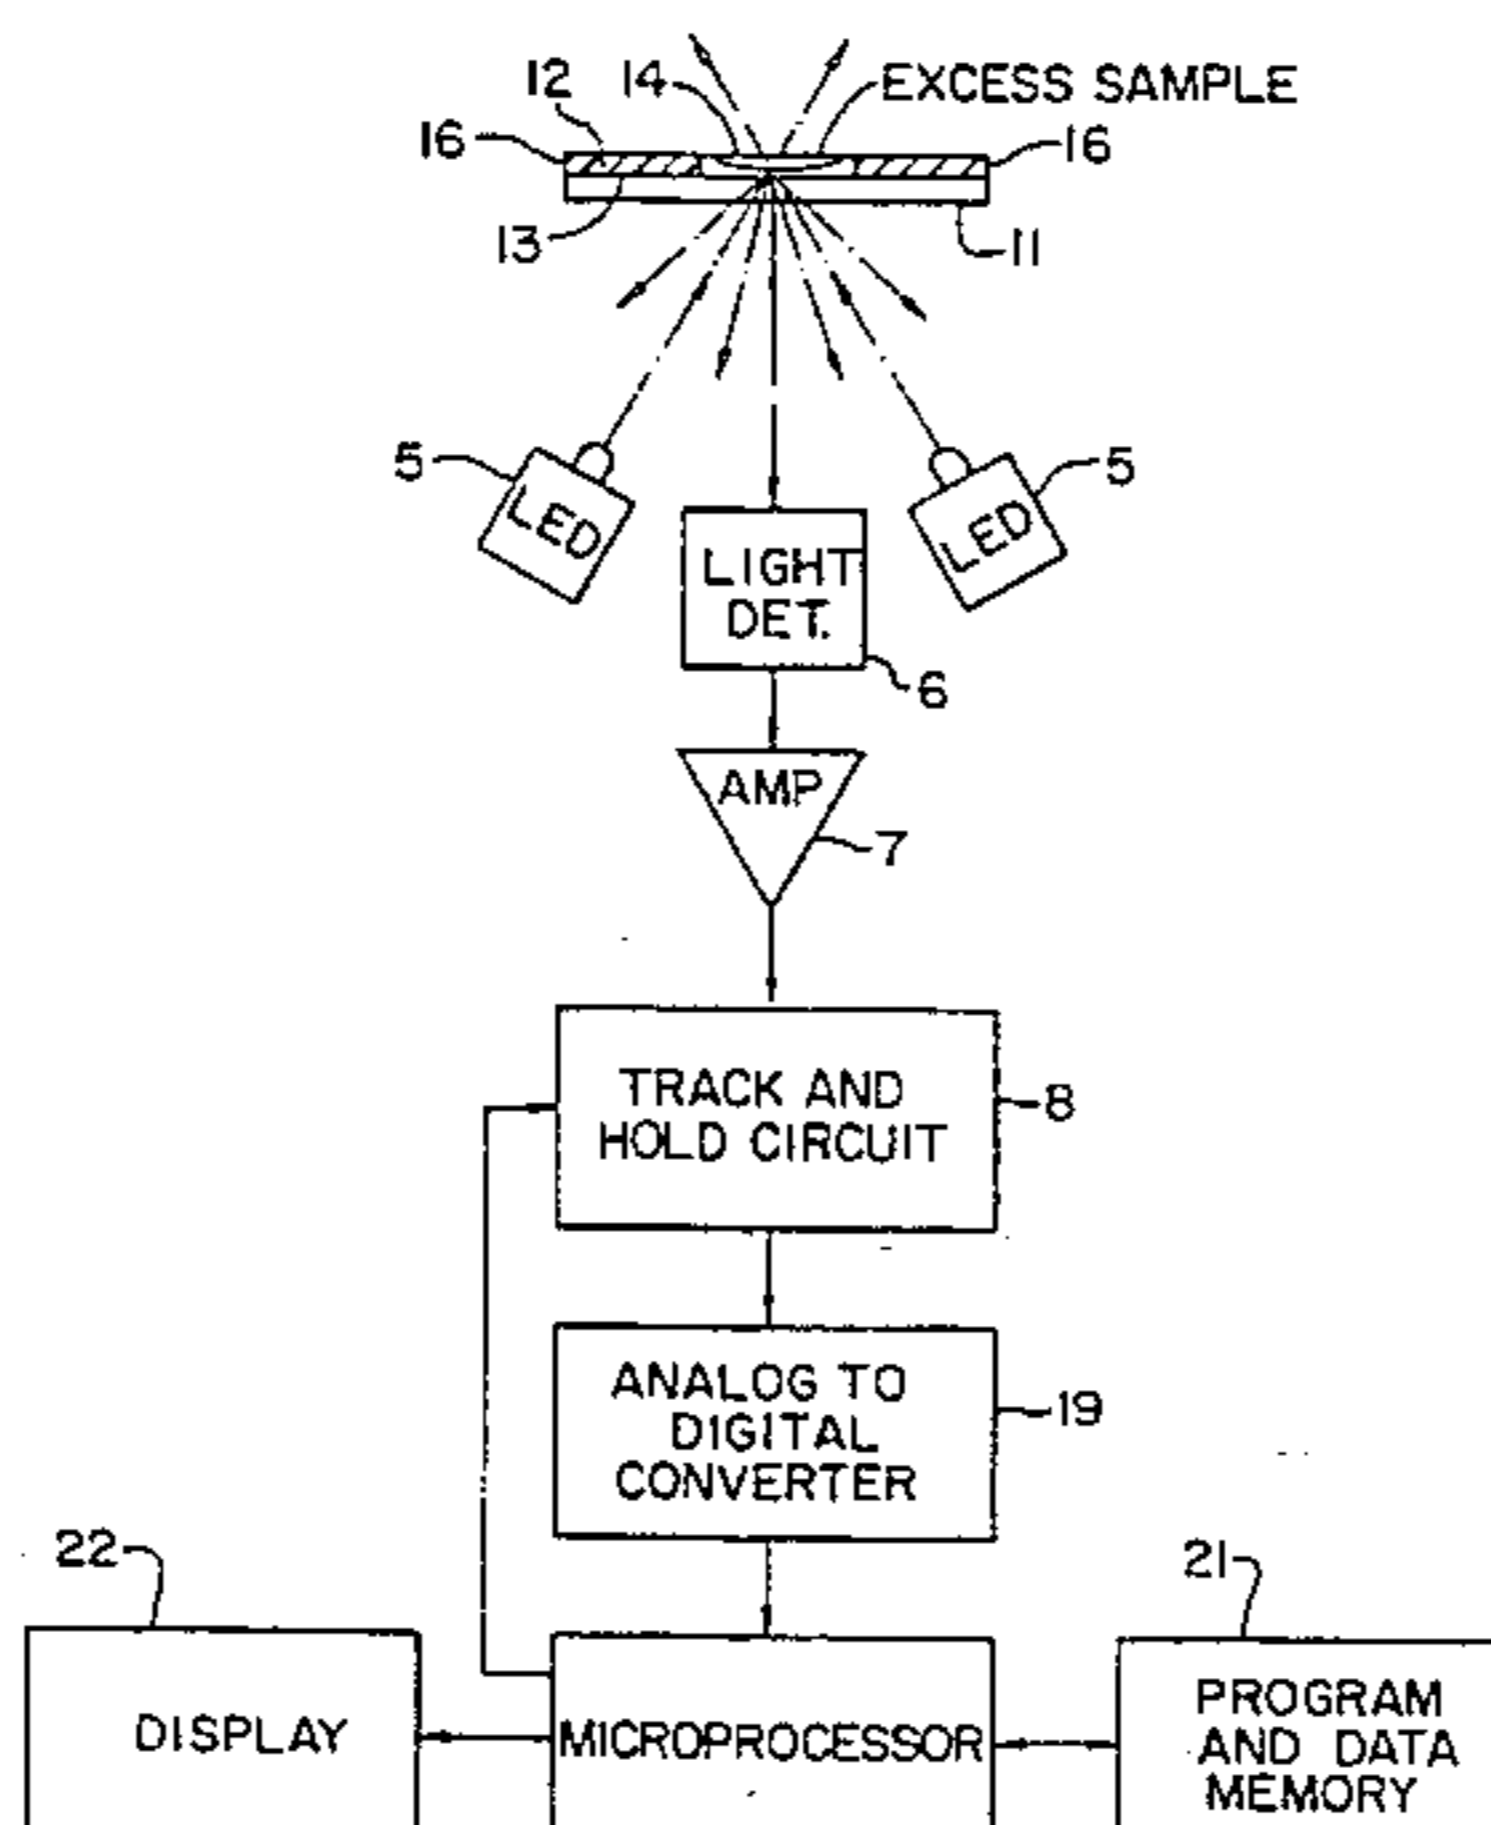 12 14 EXCESS SAMPLE
16 16
13 11
5 LED LED 5
LIGHT
DET.
6
AMP
7
TRACK AND
HOLD CIRCUIT
8
ANALOG TO
DIGITAL
CONVERTER
19
22 21
DISPLAY
MICROPROCESSOR
PROGRAM
AND DATA
MEMORY